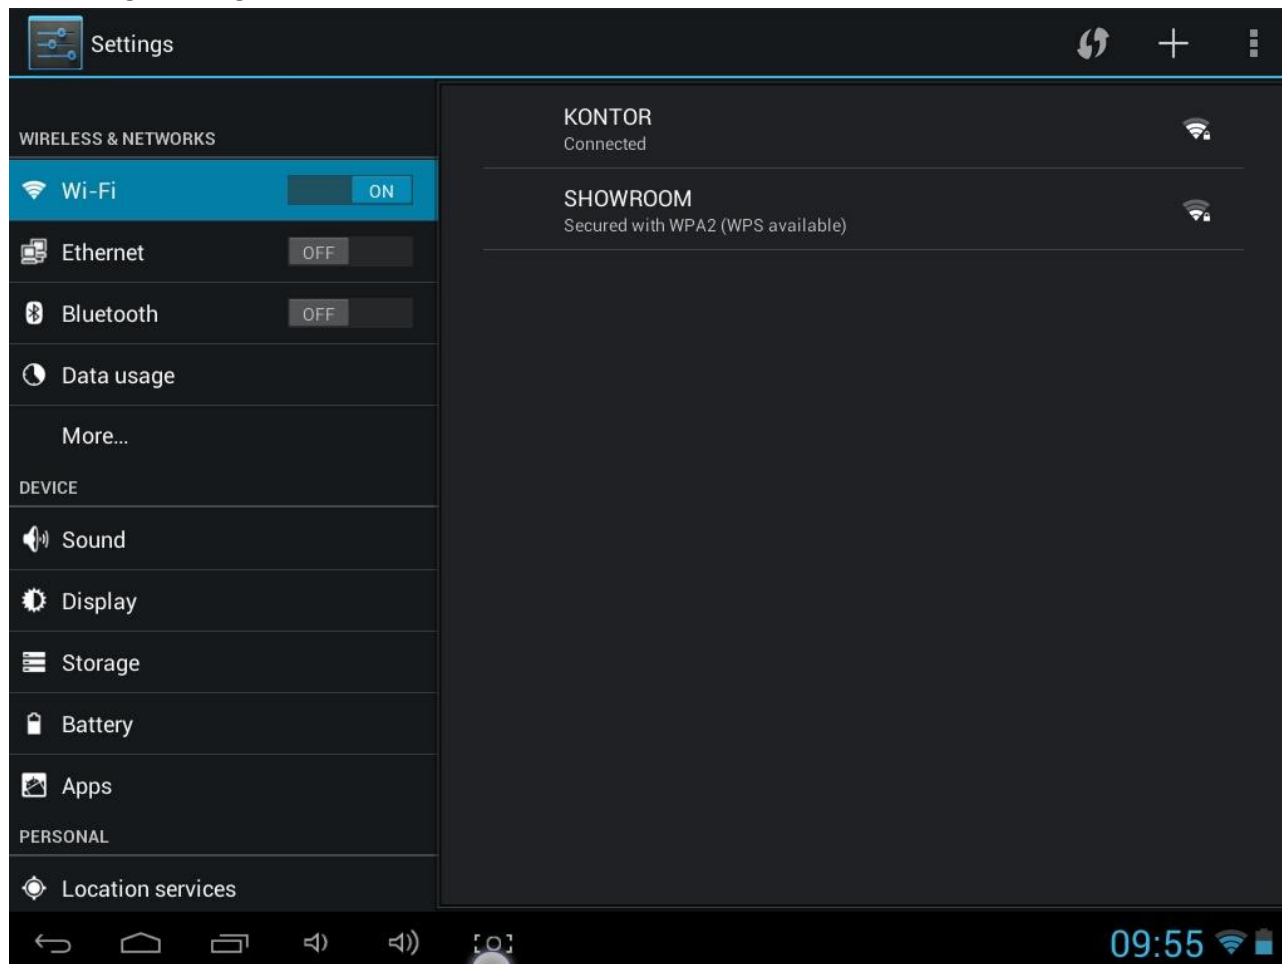 Settings
WIRELESS & NETWORKS
Wi-Fi ON
Ethernet OFF
Bluetooth OFF
Data usage
More...
DEVICE
Sound
Display
Storage
Battery
Apps
PERSONAL
Location services
KONTOR
Connected
SHOWROOM
Secured with WPA2 (WPS available)
09:55